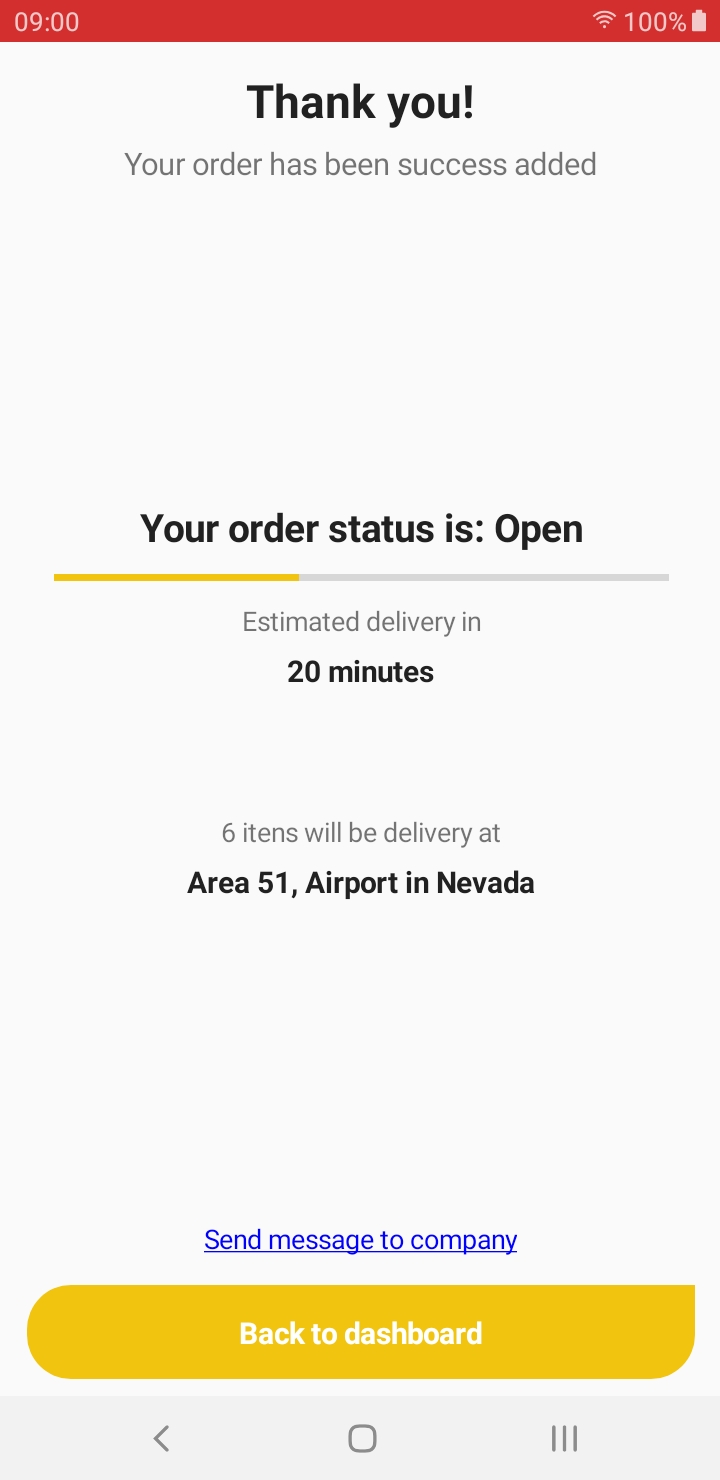 09:00
100%
Thank you!
Your order has been success added
Your order status is: Open
Estimated delivery in
20 minutes
6 itens will be delivery at
Area 51, Airport in Nevada
Send message to company
Back to dashboard